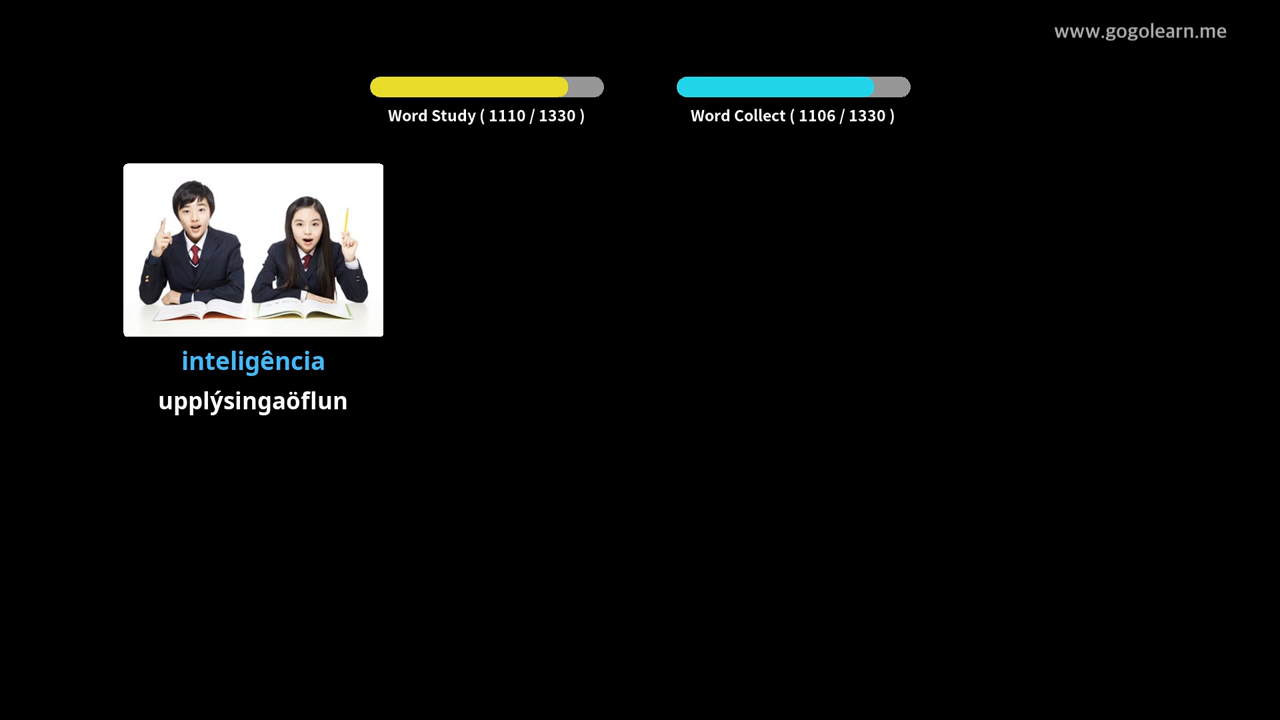 www.gogolearn.me
Word Study ( 1110 / 1330 )
Word Collect ( 1106 / 1330 )
inteligência
upplýsingaöflun